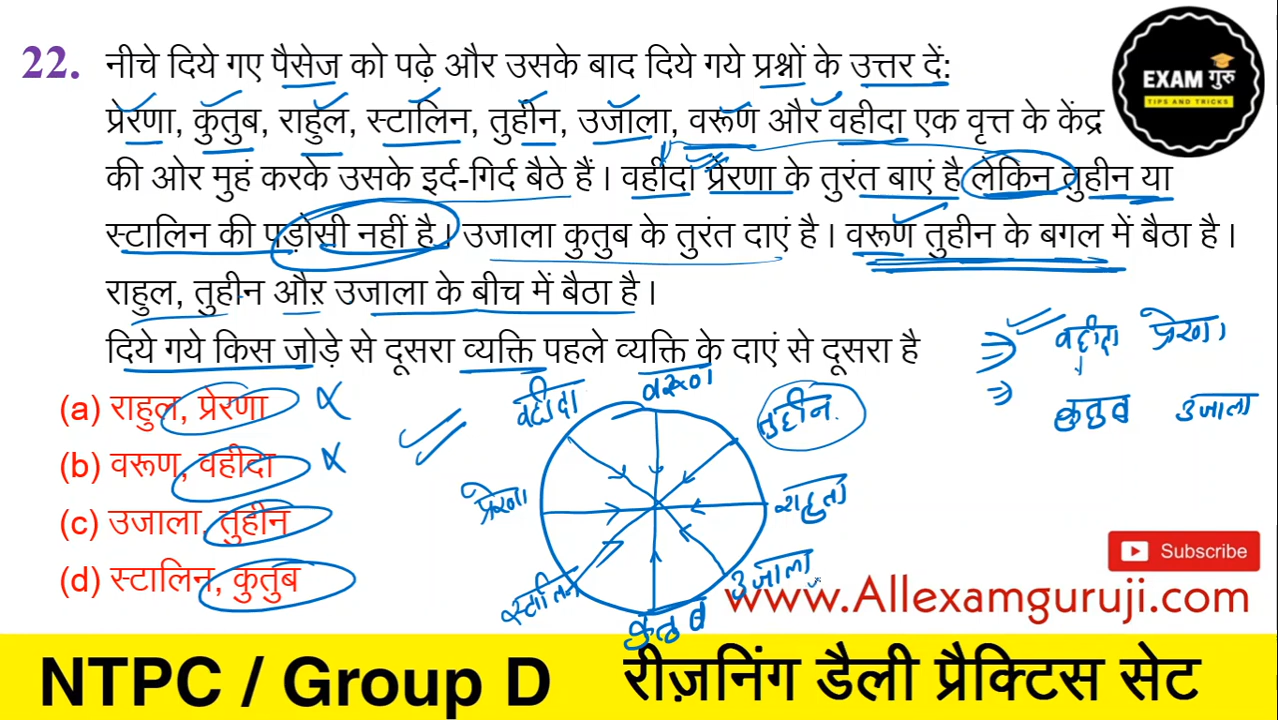 22. नीचे दिये गए पैसेज को पढ़े और उसके बाद दिये गये प्रश्नों के उत्तर दें:
प्रेरणा, कुतुब, राहुल, स्टालिन, तुहीन, उजाला, वरूण और वहीदा एक वृत्त के केंद्र
की ओर मुहं करके उसके इर्द-गिर्द बैठे हैं। वहीदा प्रेरणा के तुरंत बाएं है लेकिन तुहीन या
स्टालिन की पड़ोसी नहीं है। उजाला कुतुब के तुरंत दाएं है। वरूण तुहीन के बगल में बैठा है।
राहुल, तुहीन और उजाला के बीच में बैठा है।
दिये गये किस जोड़े से दूसरा व्यक्ति पहले व्यक्ति के दाएं से दूसरा है
(a) राहुल, प्रेरणा
(b) वरूण, वहीदा
(c) उजाला, तुहीन
(d) स्टालिन, कुतुब
EXAM गुरु
TIPS AND TRICKS
वहीदा प्रेरणा
कुतुब उजाला
वहीदा वरूण तुहीन
प्रेरणा राहुल
स्टालिन कुतुब उजाला
Subscribe
www.Allexamguruji.com
NTPC / Group D रीज़निंग डैली प्रैक्टिस सेट